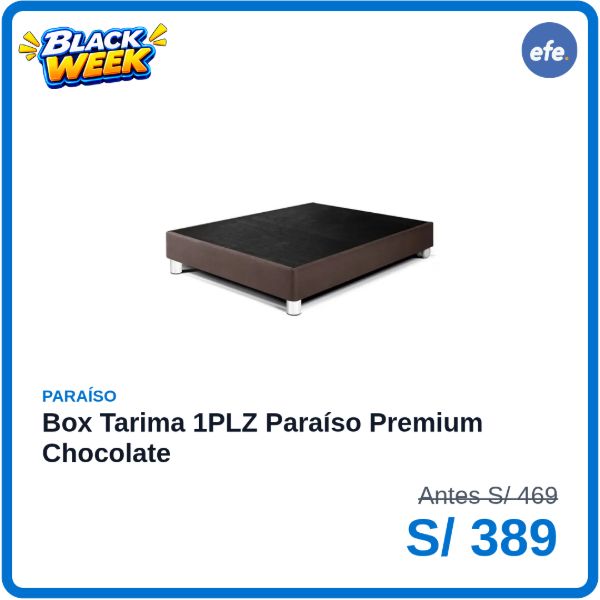 BLACK
WEEK
efe.
PARAÍSO
Box Tarima 1PLZ Paraíso Premium
Chocolate
Antes S/ 469
S/ 389